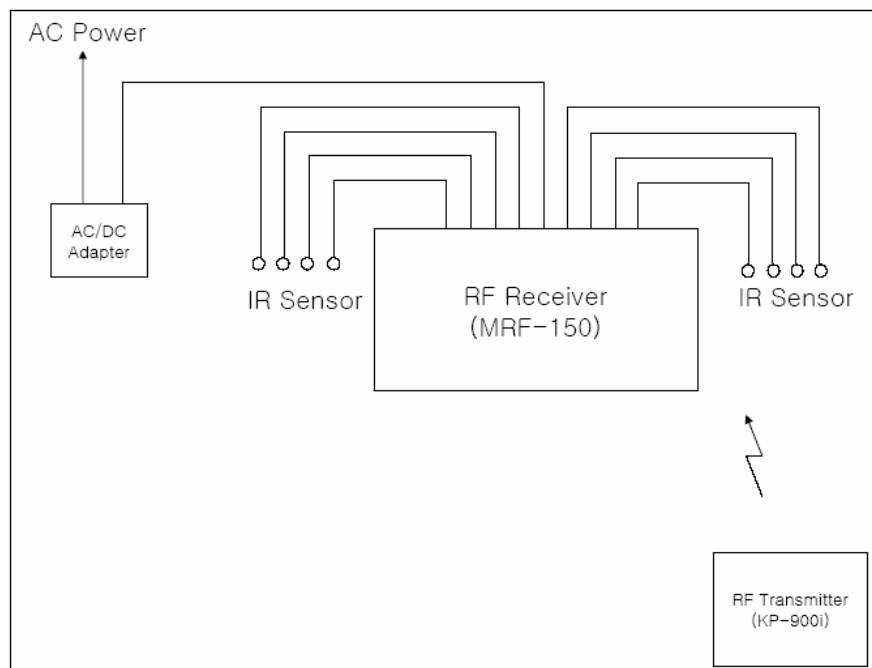 AC Power
AC/DC
Adapter
IR Sensor
RF Receiver
(MRF-150)
IR Sensor
RF Transmitter
(KP-900i)